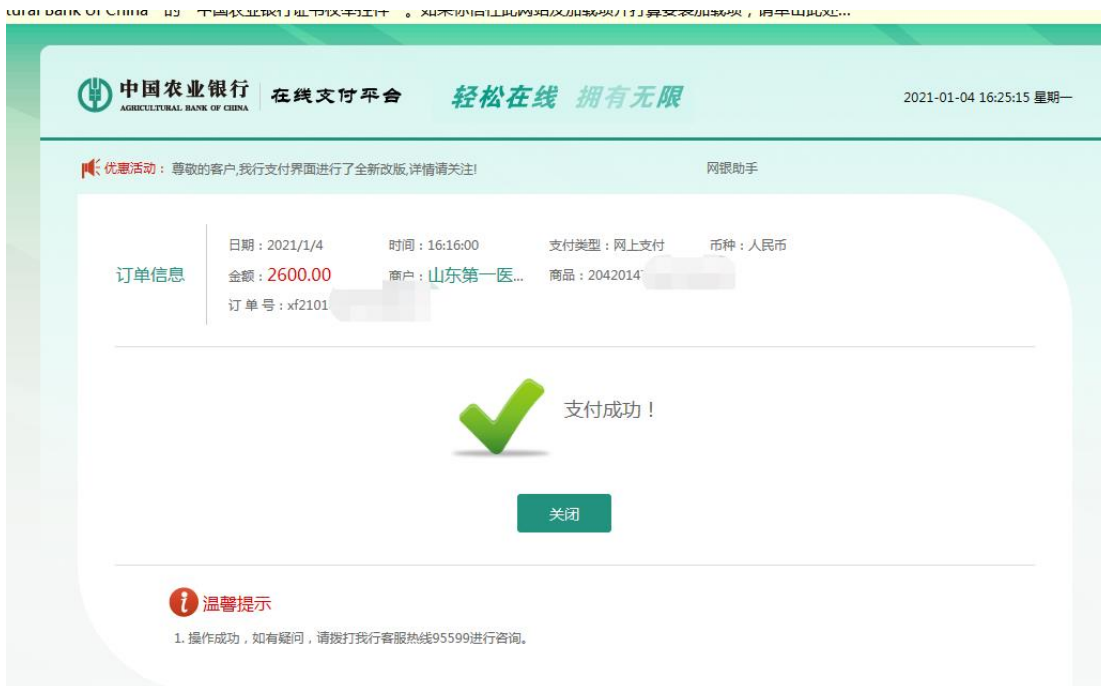 中国农业银行
AGRICULTURAL BANK OF CHINA
在线支付平台
轻松在线 拥有无限
2021-01-04 16:25:15 星期一
优惠活动：尊敬的客户,我行支付界面进行了全新改版,详情请关注!
网银助手
订单信息
日期：2021/1/4 时间：16:16:00 支付类型：网上支付 币种：人民币
金额：2600.00 商户：山东第一医... 商品：2042014
订 单 号：xf2101
支付成功！
关闭
温馨提示
1. 操作成功，如有疑问，请拨打我行客服热线95599进行咨询。